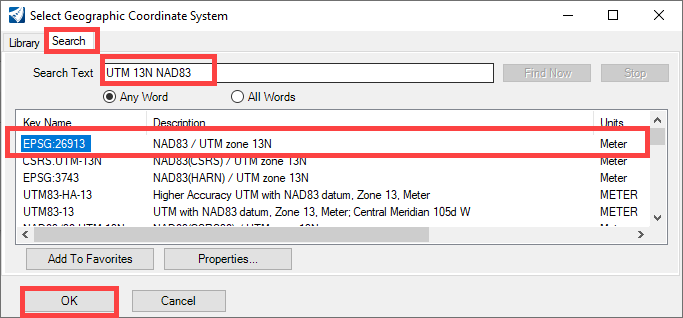 Select Geographic Coordinate System
Library Search
Search Text UTM 13N NAD83 Find Now Stop
Any Word All Words
Key Name Description Units
EPSG:26913 NAD83 / UTM zone 13N Meter
CSRS.UTM-13N NAD83(CSRS) / UTM zone 13N Meter
EPSG:3743 NAD83(HARN) / UTM zone 13N Meter
UTM83-HA-13 Higher Accuracy UTM with NAD83 datum, Zone 13, Meter METER
UTM83-13 UTM with NAD83 datum, Zone 13, Meter; Central Meridian 105d W METER
Add To Favorites Properties...
OK Cancel